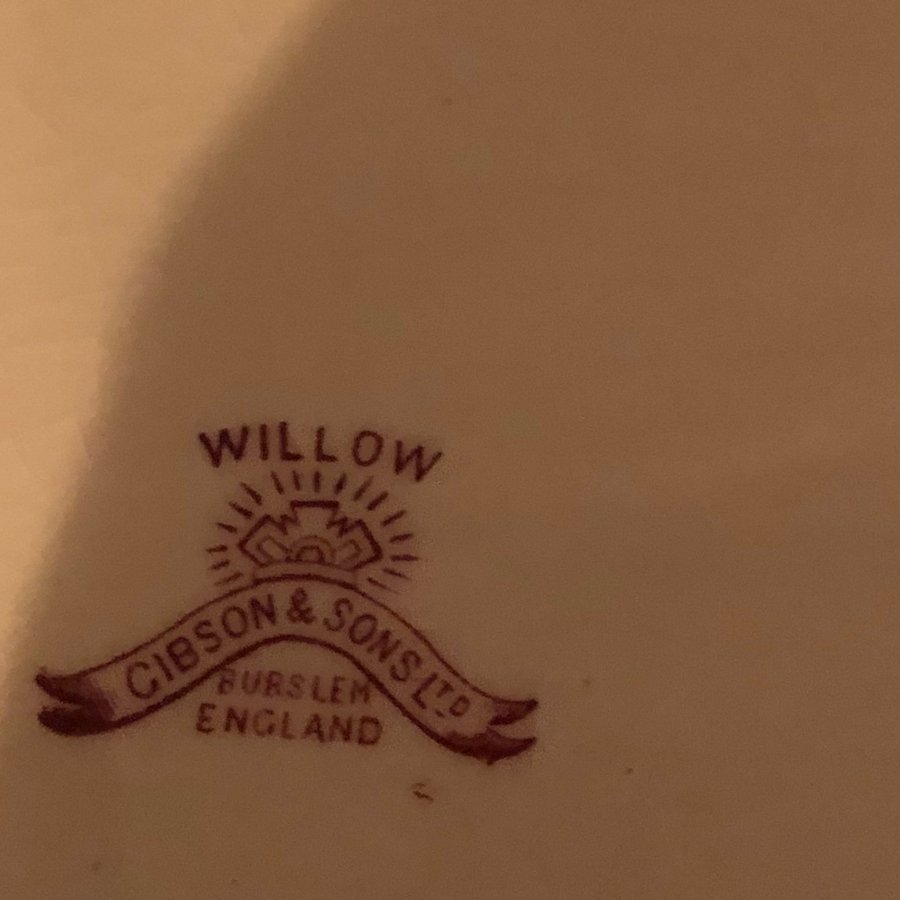 WILLOW
GIBSON & SONS LTD
BURSLEM
ENGLAND